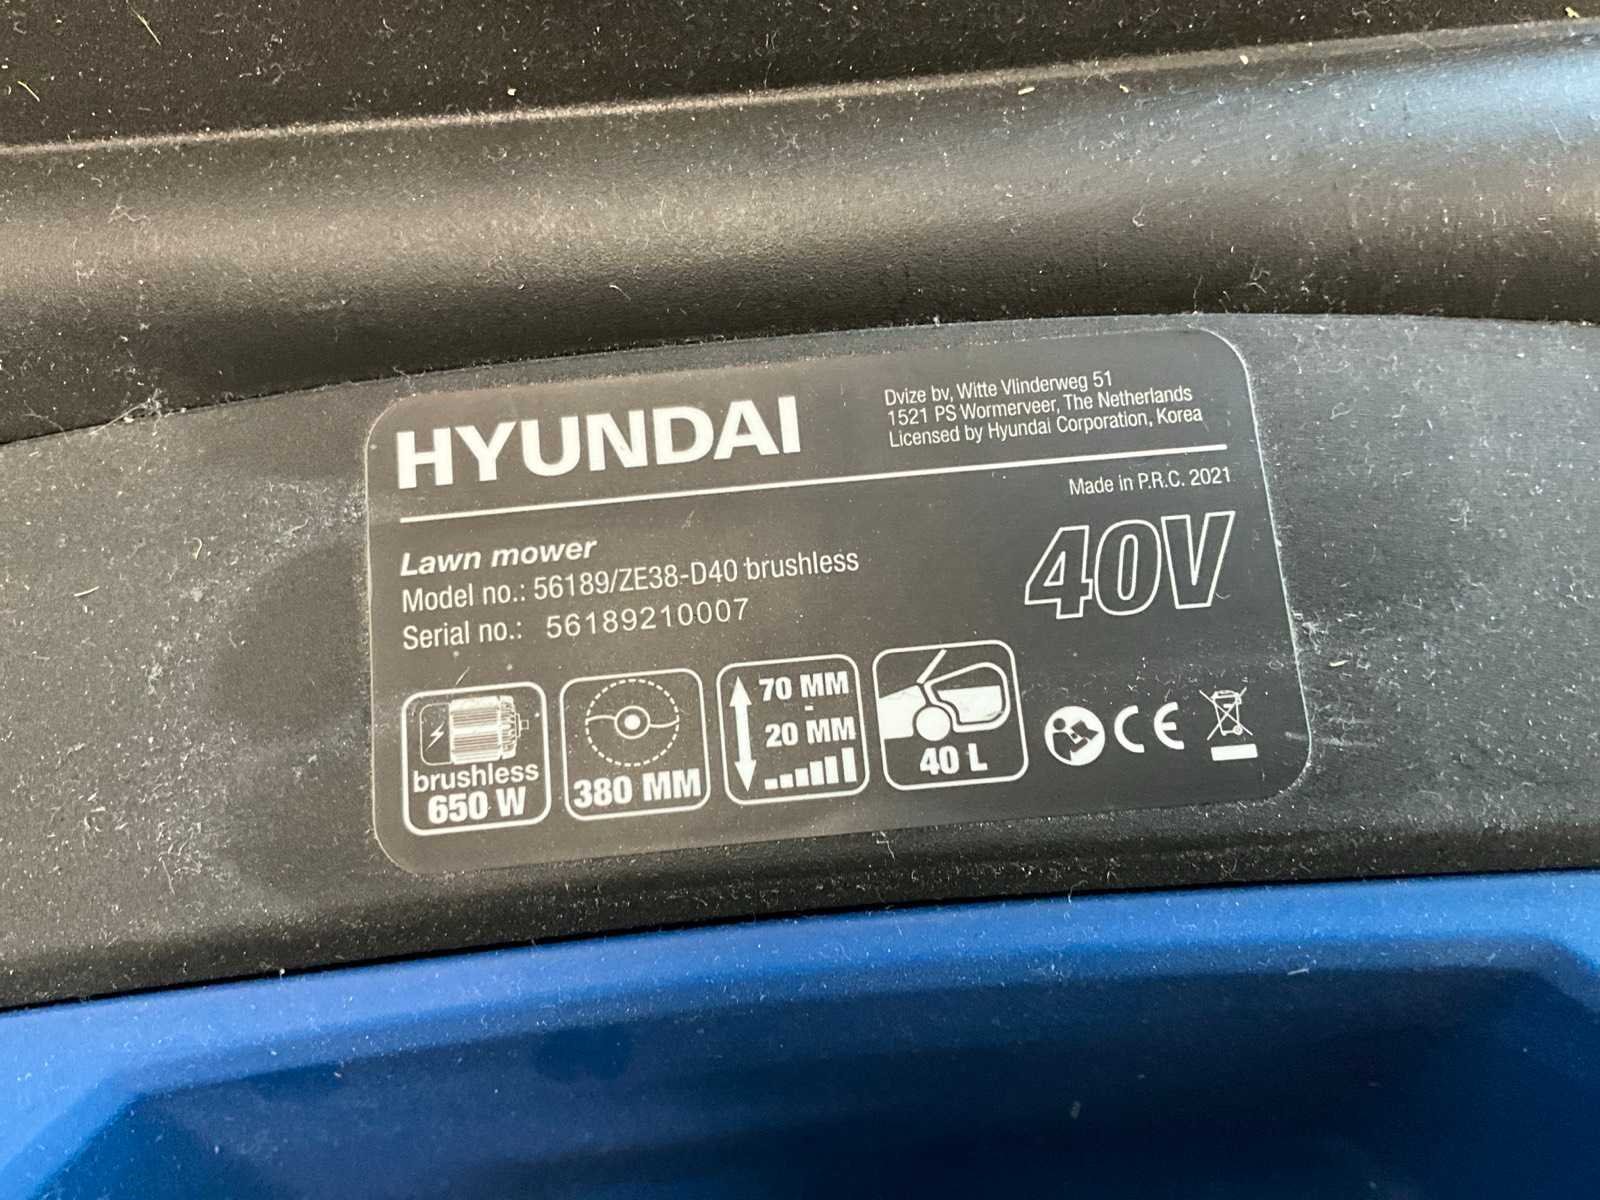 HYUNDAI
Dvize bv, Witte Vlinderweg 51
1521 PS Wormerveer, The Netherlands
Licensed by Hyundai Corporation, Korea
Made in P.R.C. 2021
Lawn mower
Model no.: 56189/ZE38-D40 brushless
Serial no.: 56189210007
40V
brushless
650 W
380 MM
70 MM
-
20 MM
40 L
CE